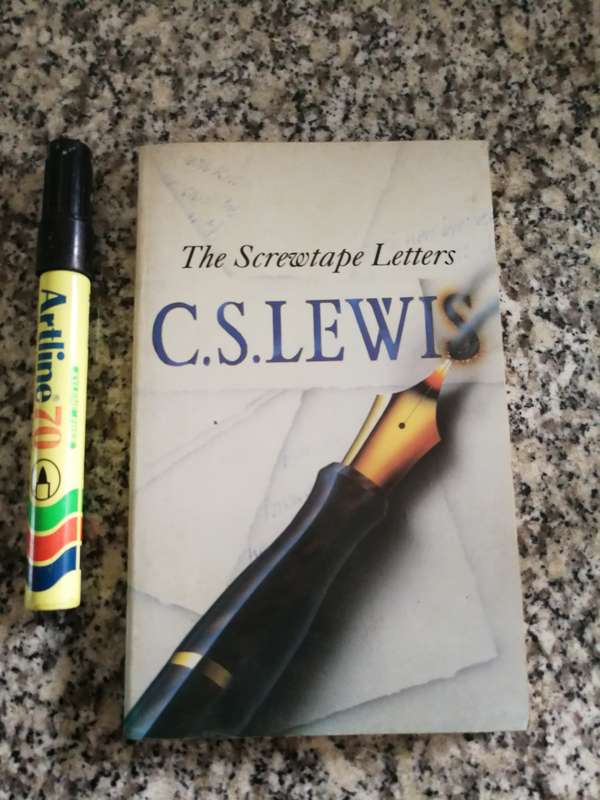 The Screwtape Letters
C.S.LEWIS
Artline 70